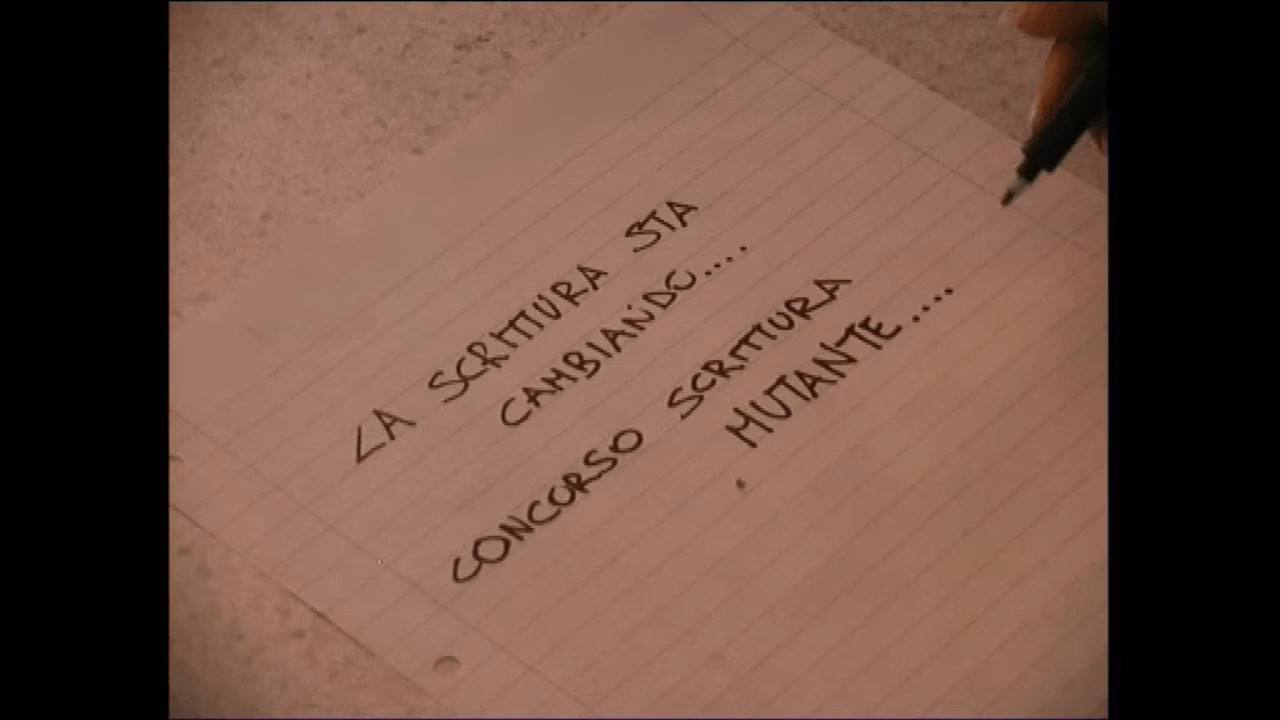 LA SCRITTURA STA
CAMBIANDO....
CONCORSO SCRITTURA
MUTANTE....